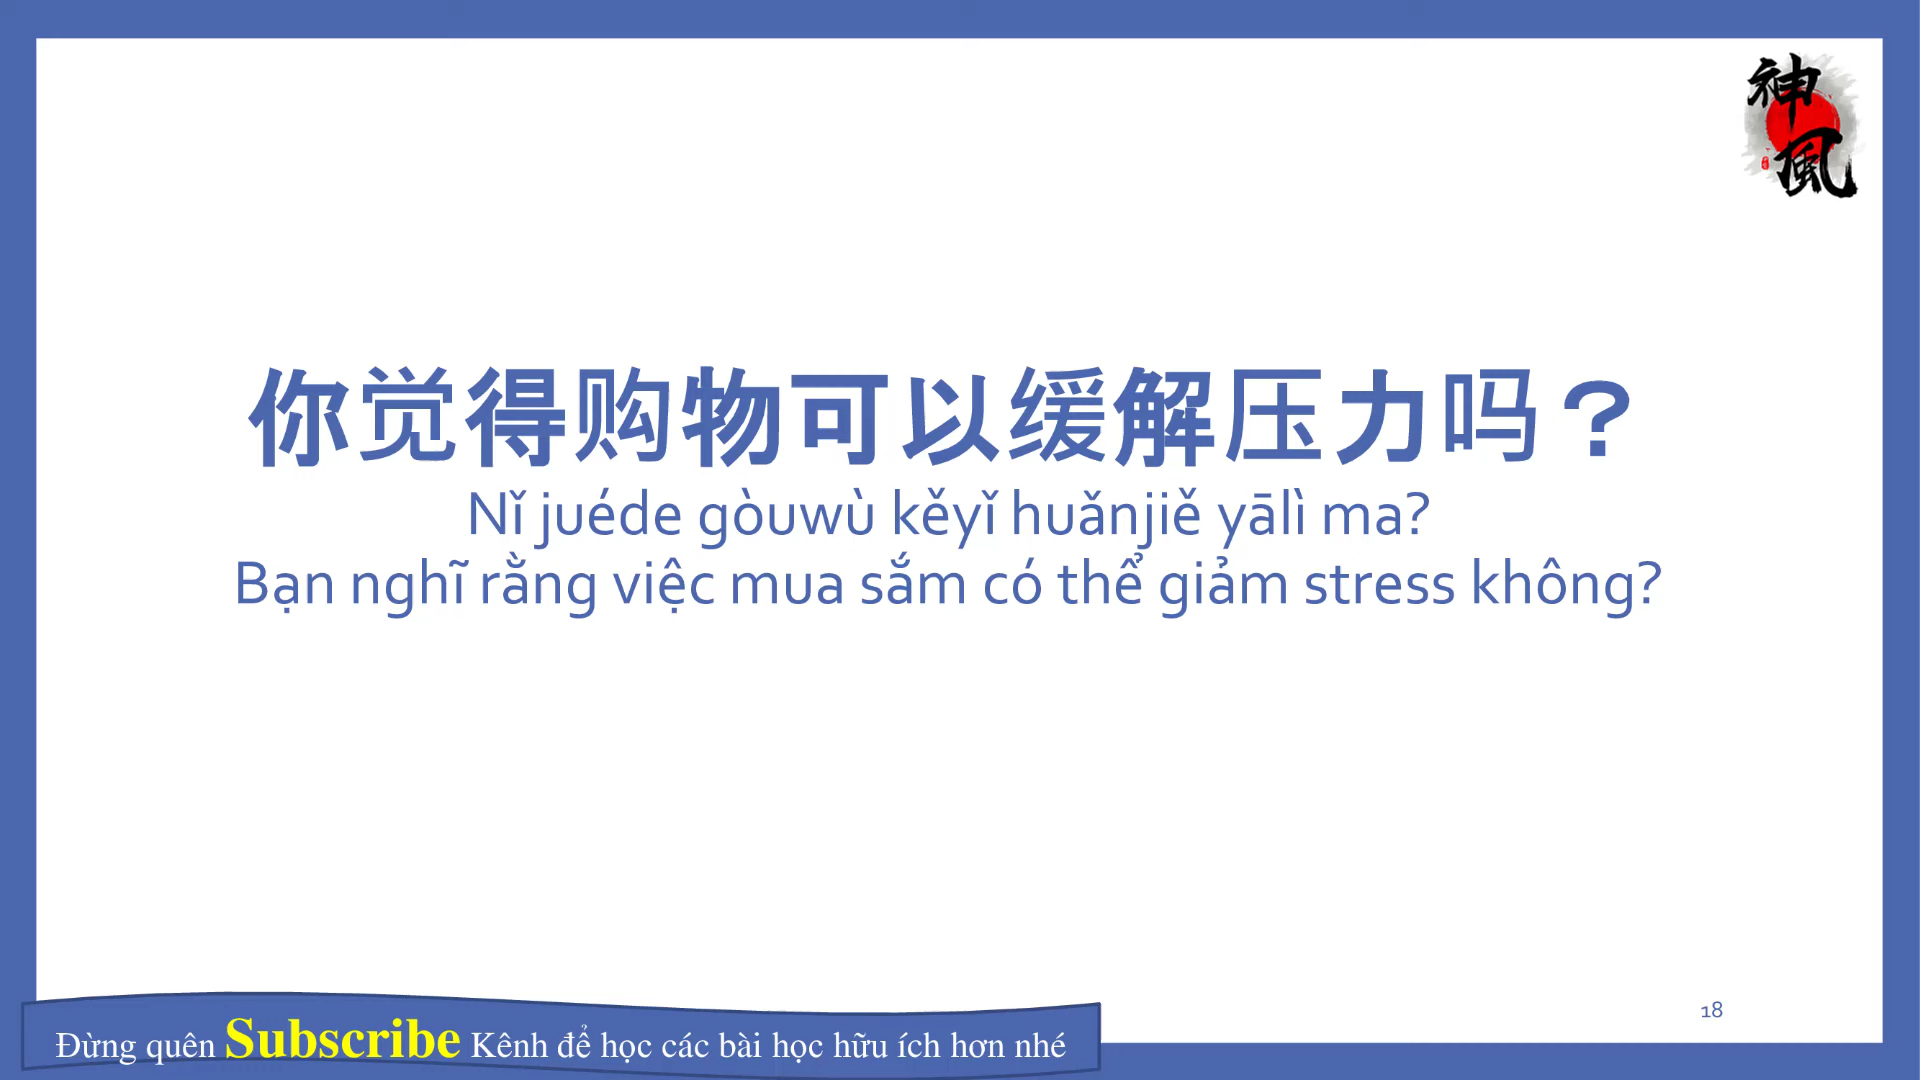 神
風
你觉得购物可以缓解压力吗？
Nǐ juéde gòuwù kěyǐ huǎnjiě yālì ma?
Bạn nghĩ rằng việc mua sắm có thể giảm stress không?
18
Đừng quên Subscribe Kênh để học các bài học hữu ích hơn nhé